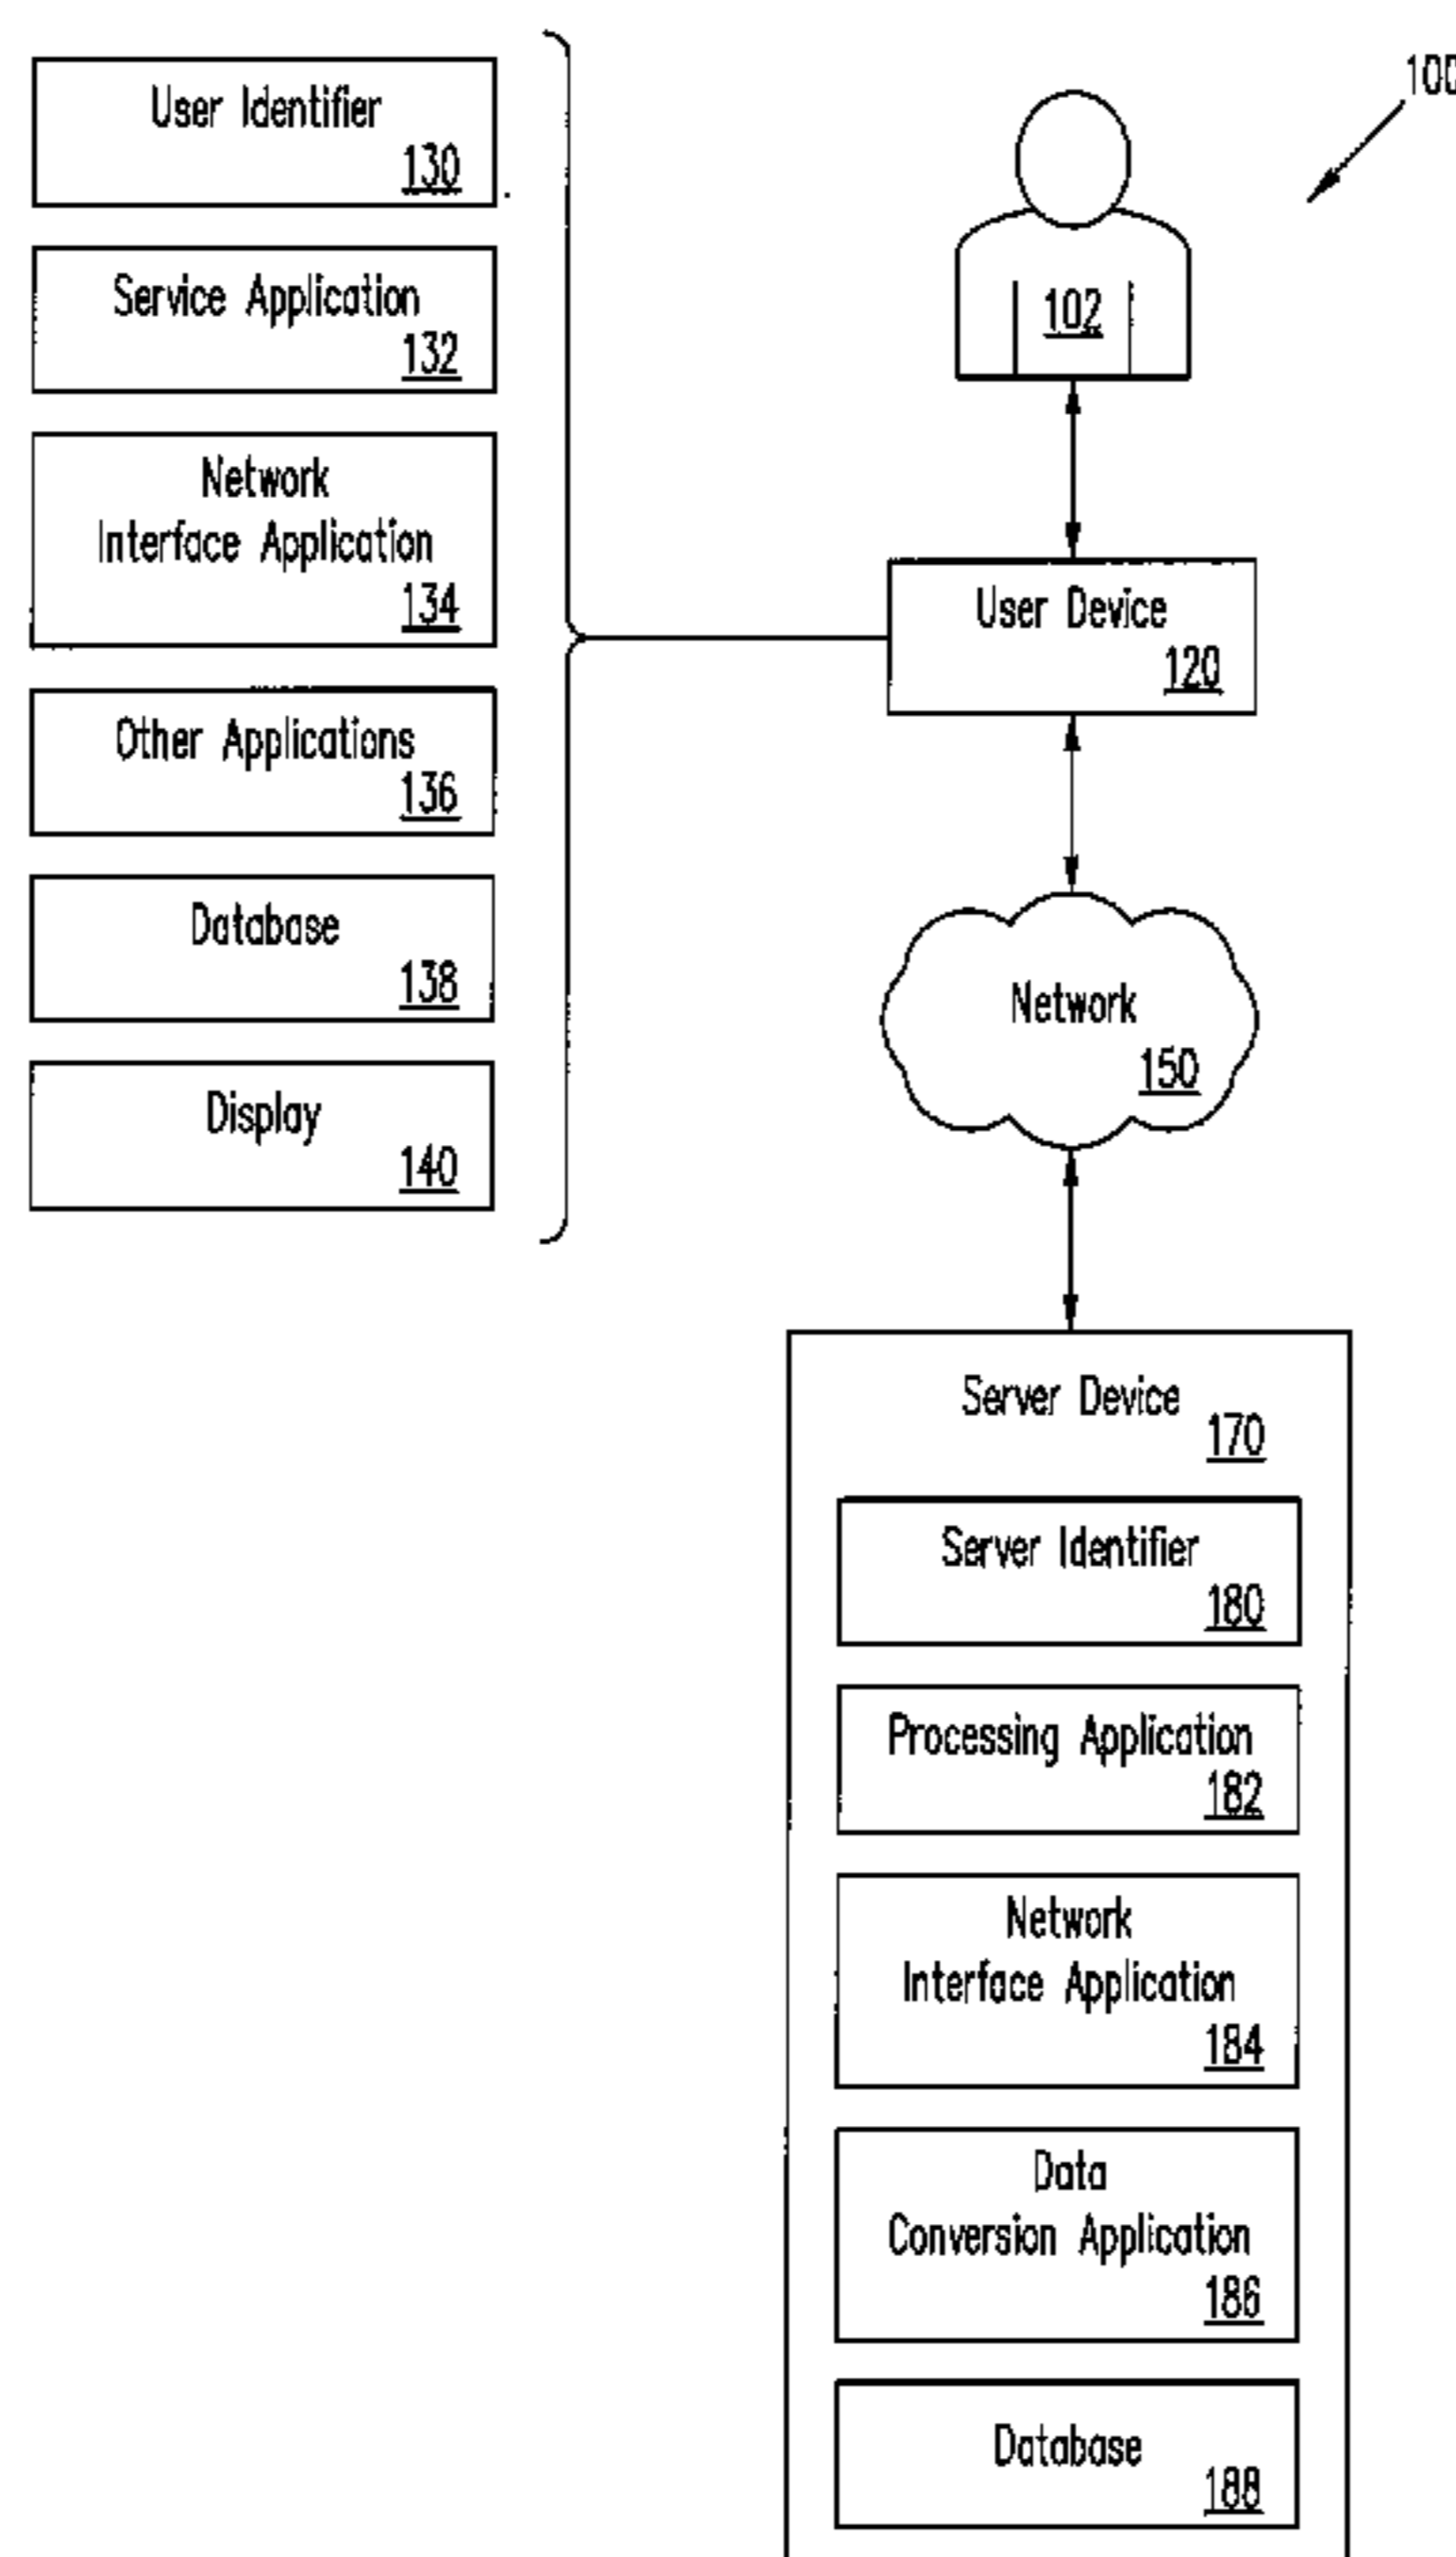 User Identifier
130
Service Application
132
Network
Interface Application
134
Other Applications
136
Database
138
Display
140
100
102
User Device
120
Network
150
Server Device
170
Server Identifier
180
Processing Application
182
Network
Interface Application
184
Data
Conversion Application
186
Database
188